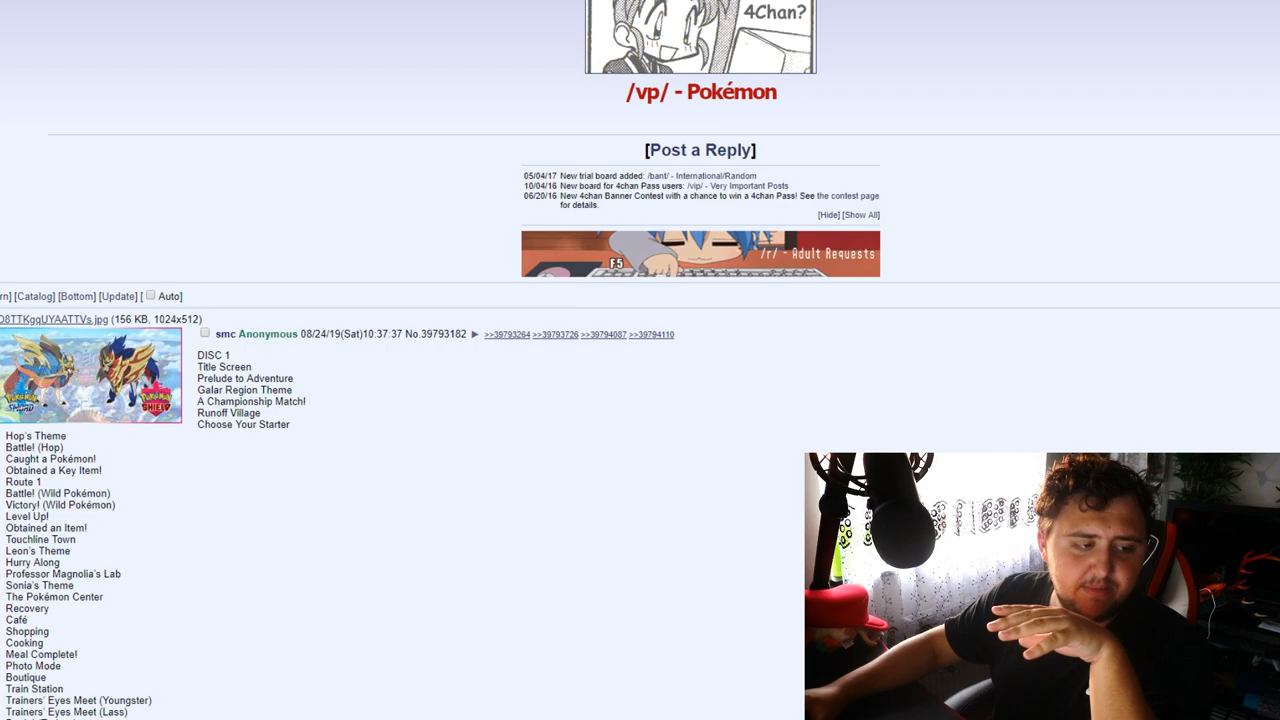 4Chan?
/vp/ - Pokémon
[Post a Reply]
05/04/17 New trial board added: /bant/ - International/Random
10/04/16 New board for 4chan Pass users: /vip/ - Very Important Posts
06/20/16 New 4chan Banner Contest with a chance to win a 4chan Pass! See the contest page
for details.
[Hide] [Show All]
/r/ - Adult Requests
F5
rn] [Catalog] [Bottom] [Update] [ Auto]
D8TTKgqUYAATTVs.jpg (156 KB, 1024x512)
smc Anonymous 08/24/19(Sat)10:37:37 No.39793182 ▶ >>39793264 >>39793726 >>39794087 >>39794110
DISC 1
Title Screen
Prelude to Adventure
Galar Region Theme
A Championship Match!
Runoff Village
Choose Your Starter
Pokémon
Pokémon
SHIELD
Hop's Theme
Battle! (Hop)
Caught a Pokémon!
Obtained a Key Item!
Route 1
Battle! (Wild Pokémon)
Victory! (Wild Pokémon)
Level Up!
Obtained an Item!
Touchline Town
Leon's Theme
Hurry Along
Professor Magnolia's Lab
Sonia's Theme
The Pokémon Center
Recovery
Café
Shopping
Cooking
Meal Complete!
Photo Mode
Boutique
Train Station
Trainers' Eyes Meet (Youngster)
Trainers' Eyes Meet (Lass)